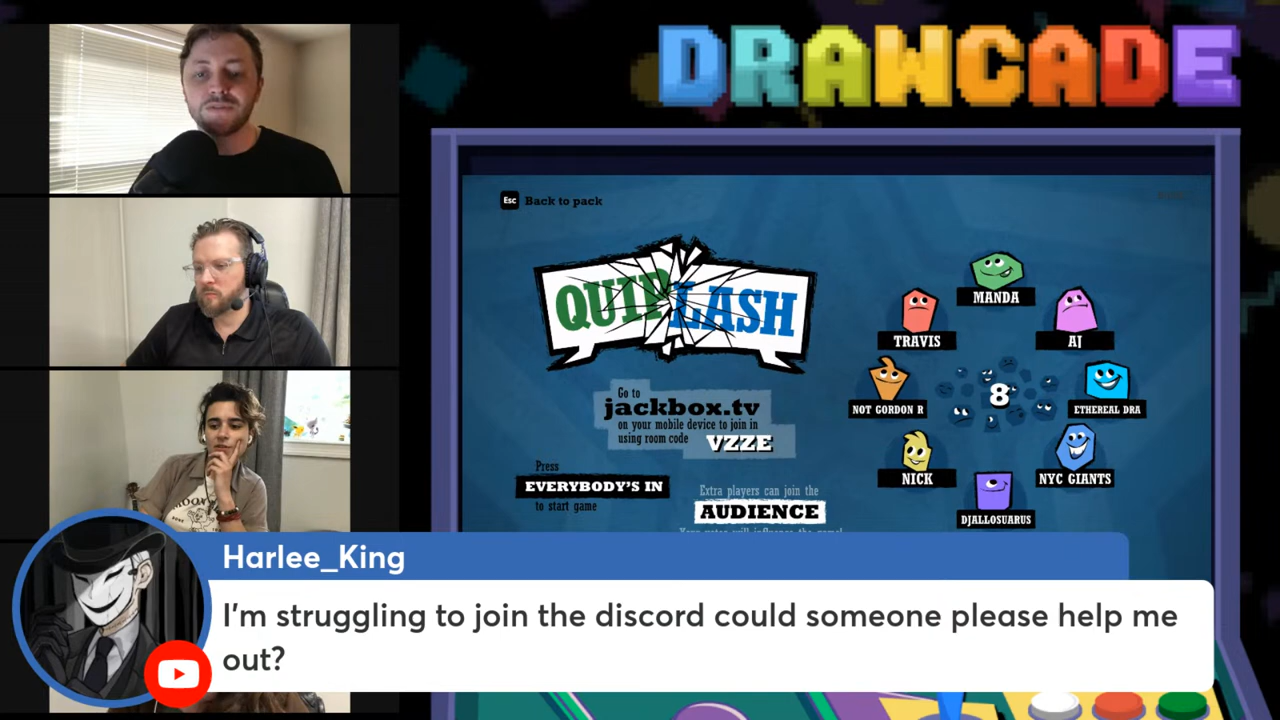 DRAWCADE
Esc Back to pack
QUIPLASH
Go to
jackbox.tv
on your mobile device to join in
using room code VZZE
Press
EVERYBODY'S IN
to start game
Extra players can join the
AUDIENCE
MANDA
TRAVIS
AJ
NOT GORDON R
8
ETHEREAL DRA
NICK
NYC GIANTS
DJALLOSUARUS
Harlee_King
I'm struggling to join the discord could someone please help me
out?